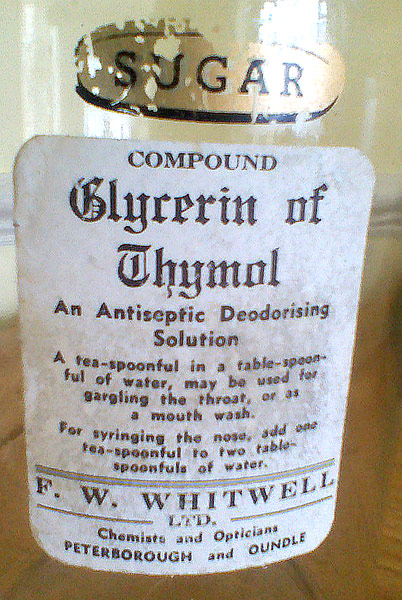 SUGAR
COMPOUND
Glycerin of
Thymol
An Antiseptic Deodorising
Solution
A tea-spoonful in a table-spoon-
ful of water, may be used for
gargling the throat, or as
a mouth wash.
For syringing the nose, add one
tea-spoonful to two table-
spoonfuls of water.
F. W. WHITWELL
LTD.
Chemists and Opticians
PETERBOROUGH and OUNDLE